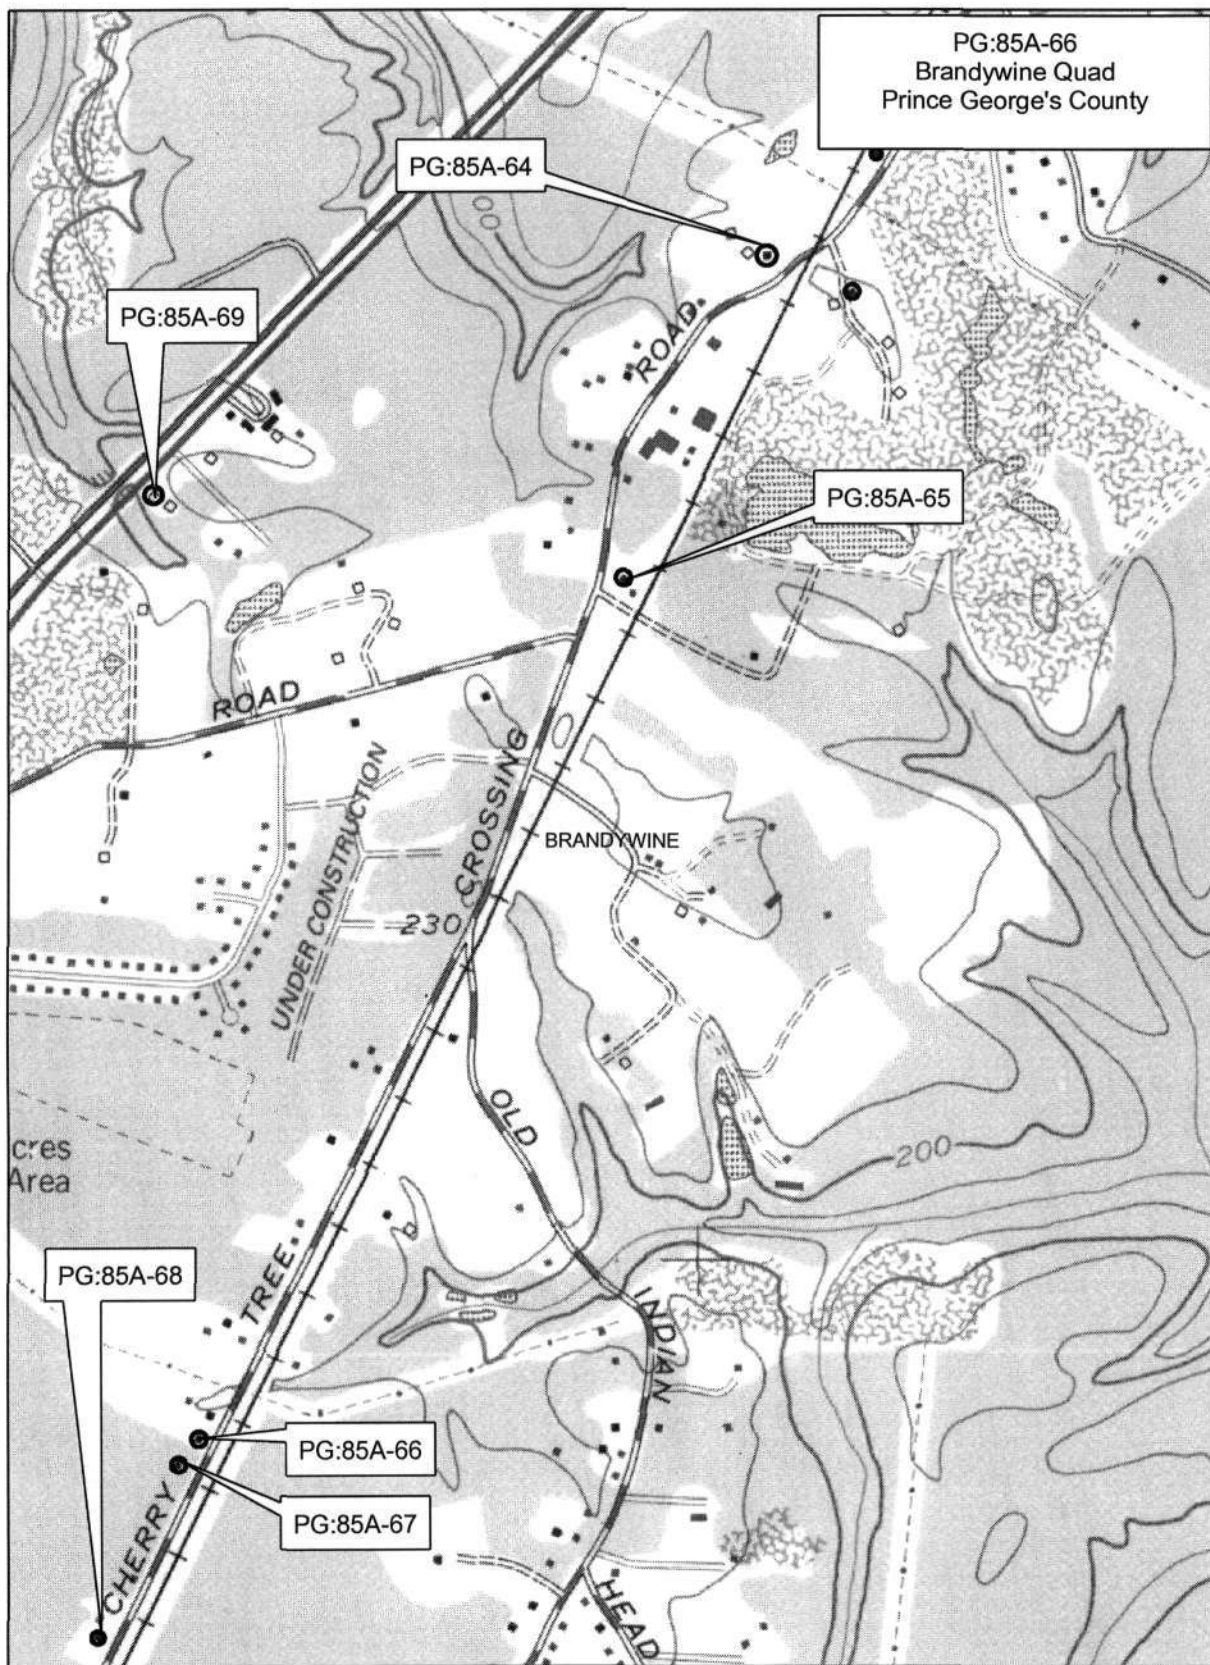 PG:85A-66
Brandywine Quad
Prince George's County
PG:85A-64
PG:85A-69
ROAD
PG:85A-65
ROAD
UNDER CONSTRUCTION
CROSSING
BRANDYWINE
230
OLD
cres
Area
200
PG:85A-68
TREE
INDIAN
PG:85A-66
PG:85A-67
CHERRY
HEAD